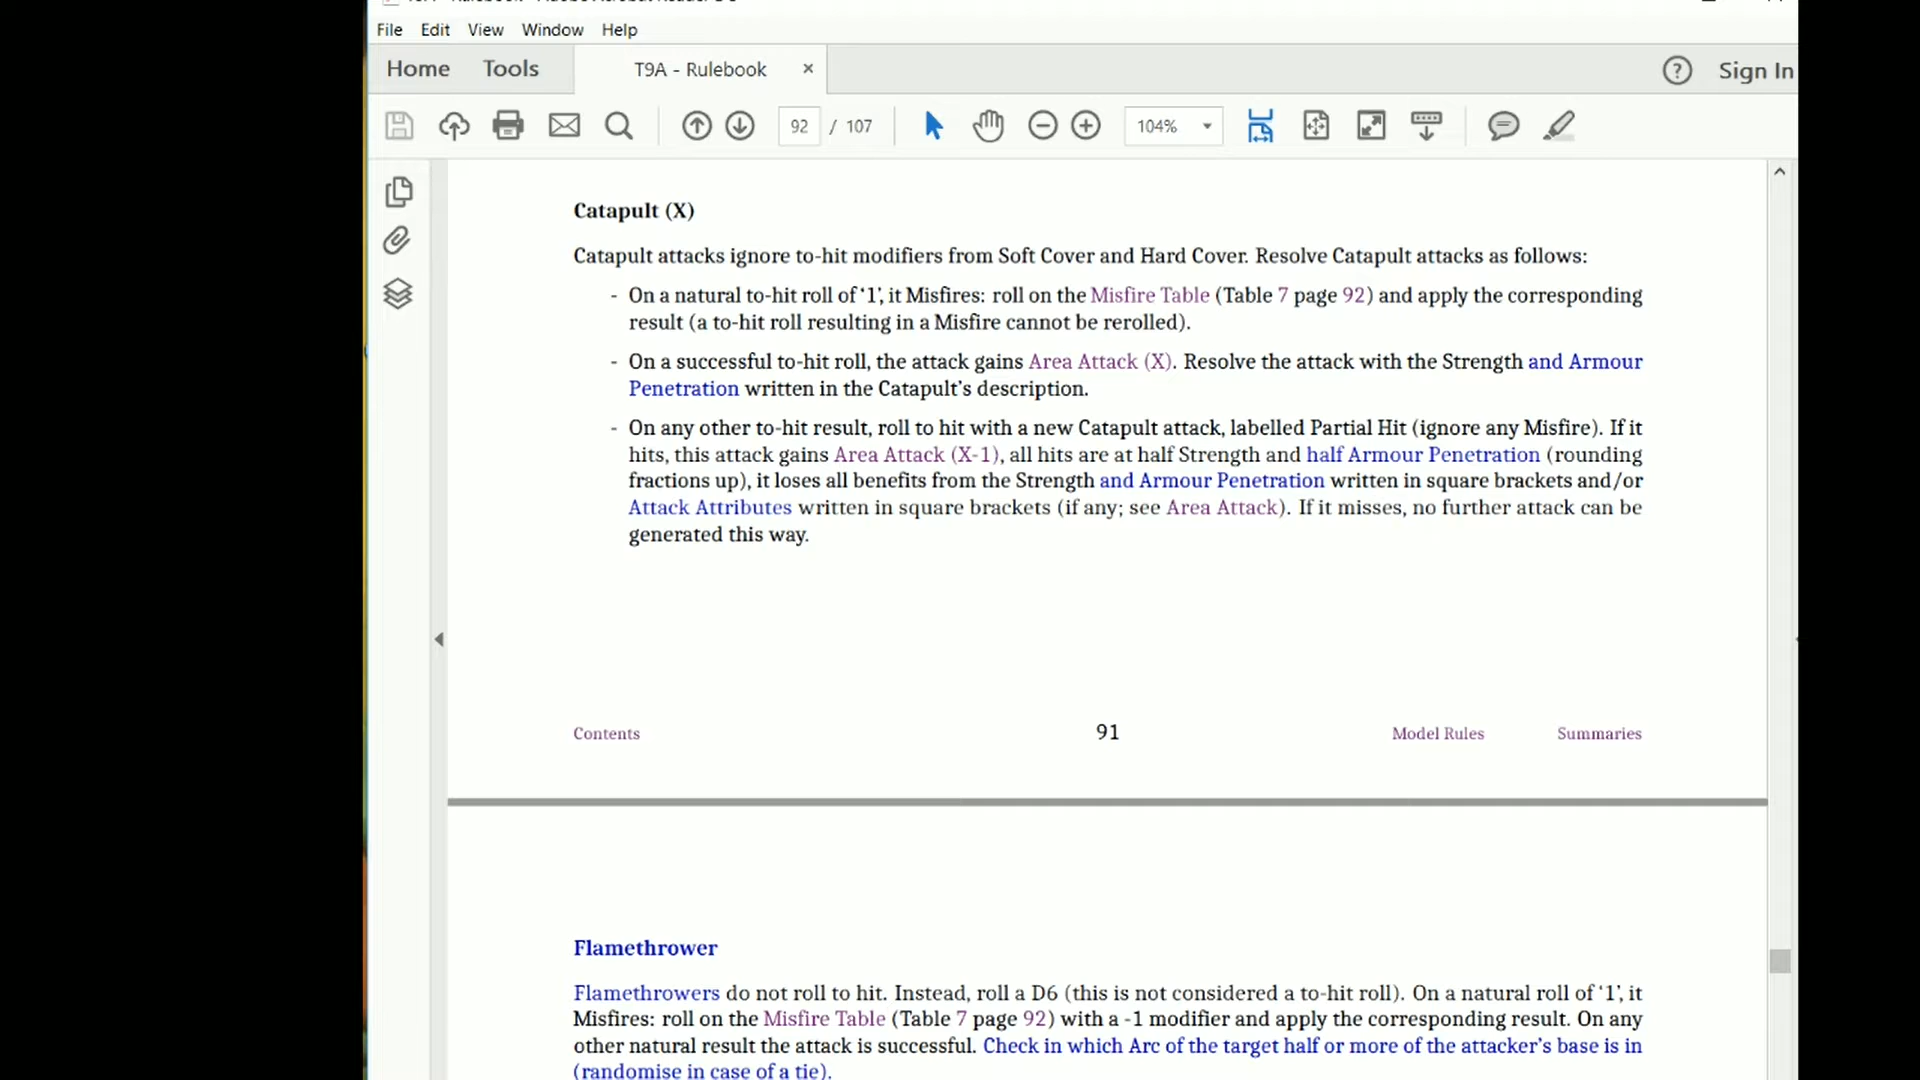 File Edit View Window Help
Home Tools T9A - Rulebook × ? Sign In
92 / 107 104%
Catapult (X)
Catapult attacks ignore to-hit modifiers from Soft Cover and Hard Cover. Resolve Catapult attacks as follows:
- On a natural to-hit roll of ‘1’, it Misfires: roll on the Misfire Table (Table 7 page 92) and apply the corresponding
result (a to-hit roll resulting in a Misfire cannot be rerolled).
- On a successful to-hit roll, the attack gains Area Attack (X). Resolve the attack with the Strength and Armour
Penetration written in the Catapult’s description.
- On any other to-hit result, roll to hit with a new Catapult attack, labelled Partial Hit (ignore any Misfire). If it
hits, this attack gains Area Attack (X-1), all hits are at half Strength and half Armour Penetration (rounding
fractions up), it loses all benefits from the Strength and Armour Penetration written in square brackets and/or
Attack Attributes written in square brackets (if any; see Area Attack). If it misses, no further attack can be
generated this way.
Contents 91 Model Rules Summaries
Flamethrower
Flamethrowers do not roll to hit. Instead, roll a D6 (this is not considered a to-hit roll). On a natural roll of ‘1’, it
Misfires: roll on the Misfire Table (Table 7 page 92) with a -1 modifier and apply the corresponding result. On any
other natural result the attack is successful. Check in which Arc of the target half or more of the attacker’s base is in
(randomise in case of a tie).